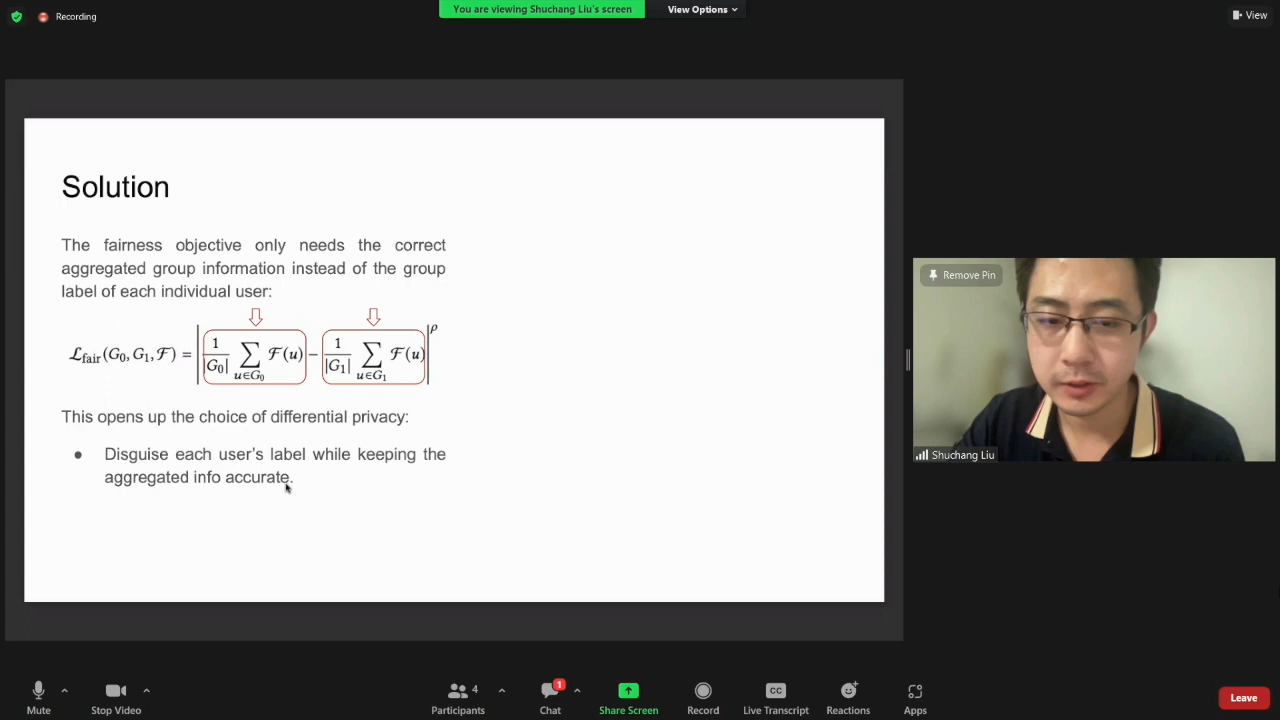 Recording
You are viewing Shuchang Liu's screen
View Options
View
Solution
The fairness objective only needs the correct
aggregated group information instead of the group
label of each individual user:
ℒfair(G₀, G₁, ℱ) = | 1/|G₀| ∑u∈G₀ ℱ(u) − 1/|G₁| ∑u∈G₁ ℱ(u) |^ρ
This opens up the choice of differential privacy:
● Disguise each user's label while keeping the
aggregated info accurate.
Remove Pin
Shuchang Liu
Mute
Stop Video
Participants
4
Chat
1
Share Screen
Record
CC
Live Transcript
Reactions
Apps
Leave